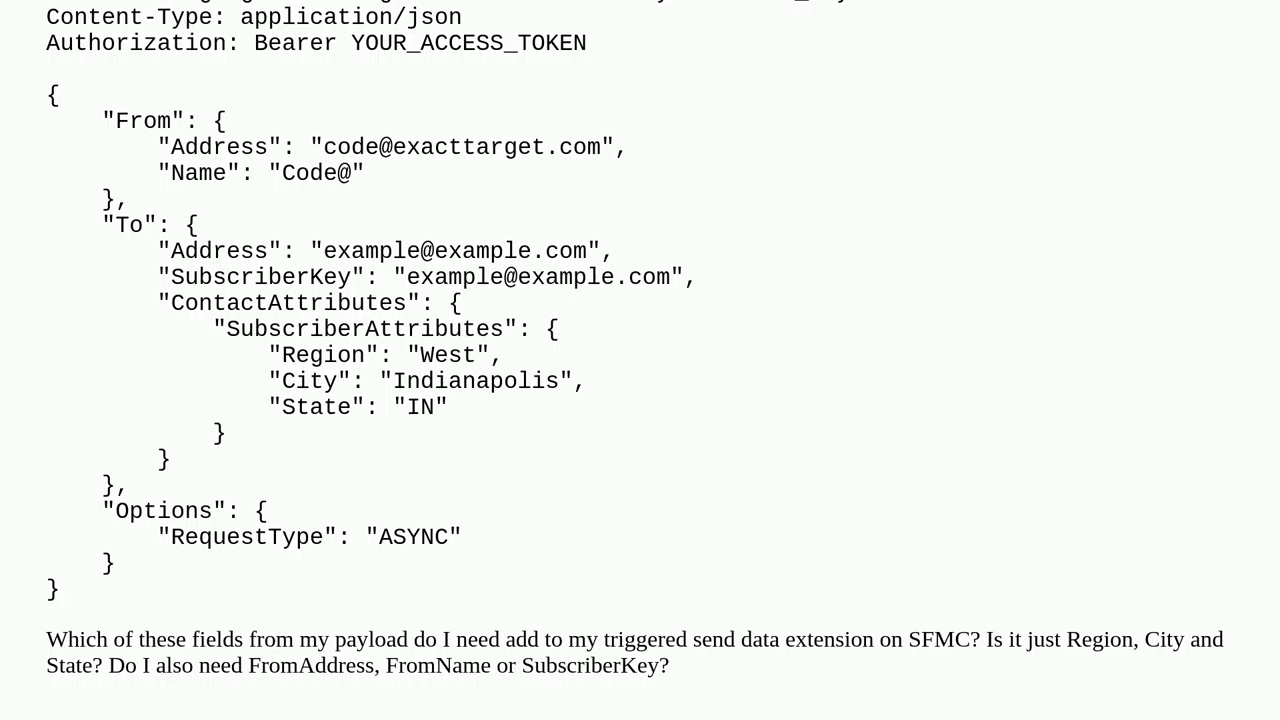 Content-Type: application/json
Authorization: Bearer YOUR_ACCESS_TOKEN
{
"From": {
"Address": "code@exacttarget.com",
"Name": "Code@"
},
"To": {
"Address": "example@example.com",
"SubscriberKey": "example@example.com",
"ContactAttributes": {
"SubscriberAttributes": {
"Region": "West",
"City": "Indianapolis",
"State": "IN"
}
}
},
"Options": {
"RequestType": "ASYNC"
}
}
Which of these fields from my payload do I need add to my triggered send data extension on SFMC? Is it just Region, City and
State? Do I also need FromAddress, FromName or SubscriberKey?